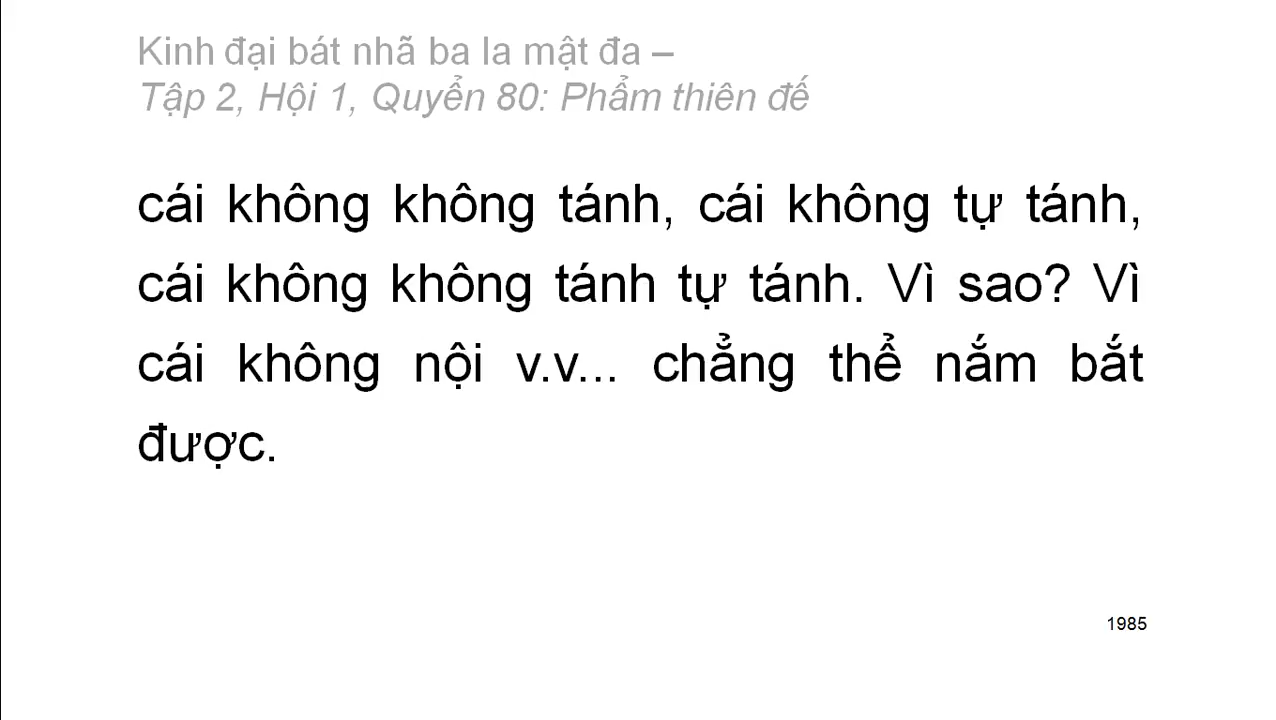 Kinh đại bát nhã ba la mật đa –
Tập 2, Hội 1, Quyển 80: Phẩm thiên đế
cái không không tánh, cái không tự tánh,
cái không không tánh tự tánh. Vì sao? Vì
cái không nội v.v... chẳng thể nắm bắt
được.
1985